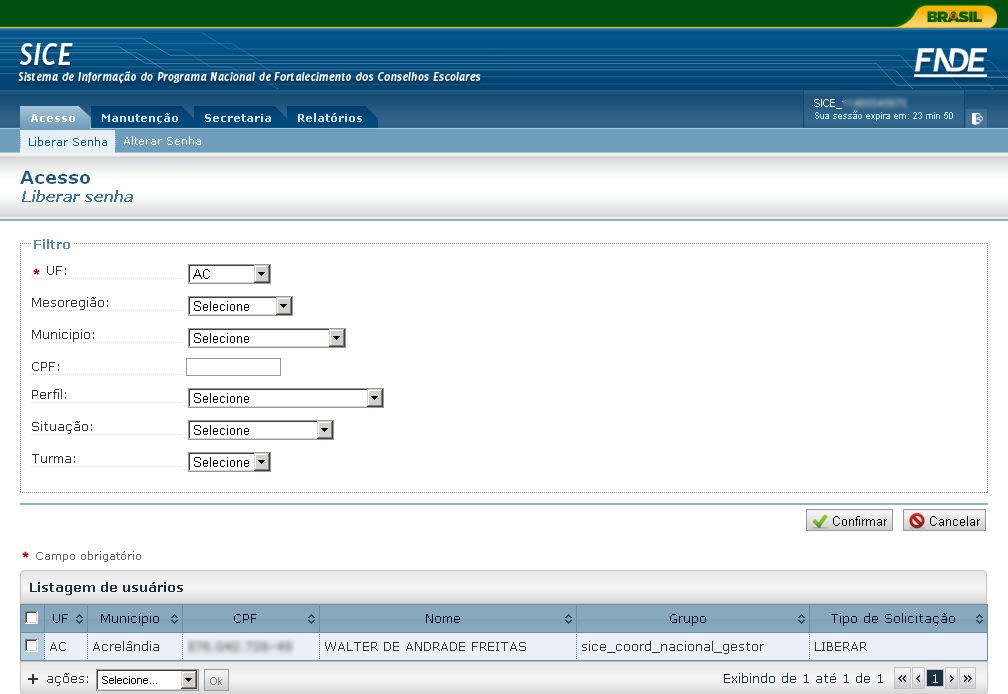 BRASIL
SICE
Sistema de Informação do Programa Nacional de Fortalecimento dos Conselhos Escolares
FNDE
Acesso Manutenção Secretaria Relatórios
SICE_
Sua sessão expira em: 23 min 50
Liberar Senha Alterar Senha
Acesso
Liberar senha
Filtro
* UF: AC
Mesoregião: Selecione
Municipio: Selecione
CPF:
Perfil: Selecione
Situação: Selecione
Turma: Selecione
Confirmar Cancelar
* Campo obrigatório
Listagem de usuários
UF Município CPF Nome Grupo Tipo de Solicitação
AC Acrelândia WALTER DE ANDRADE FREITAS sice_coord_nacional_gestor LIBERAR
+ ações: Selecione... Ok Exibindo de 1 até 1 de 1 « ‹ 1 › »